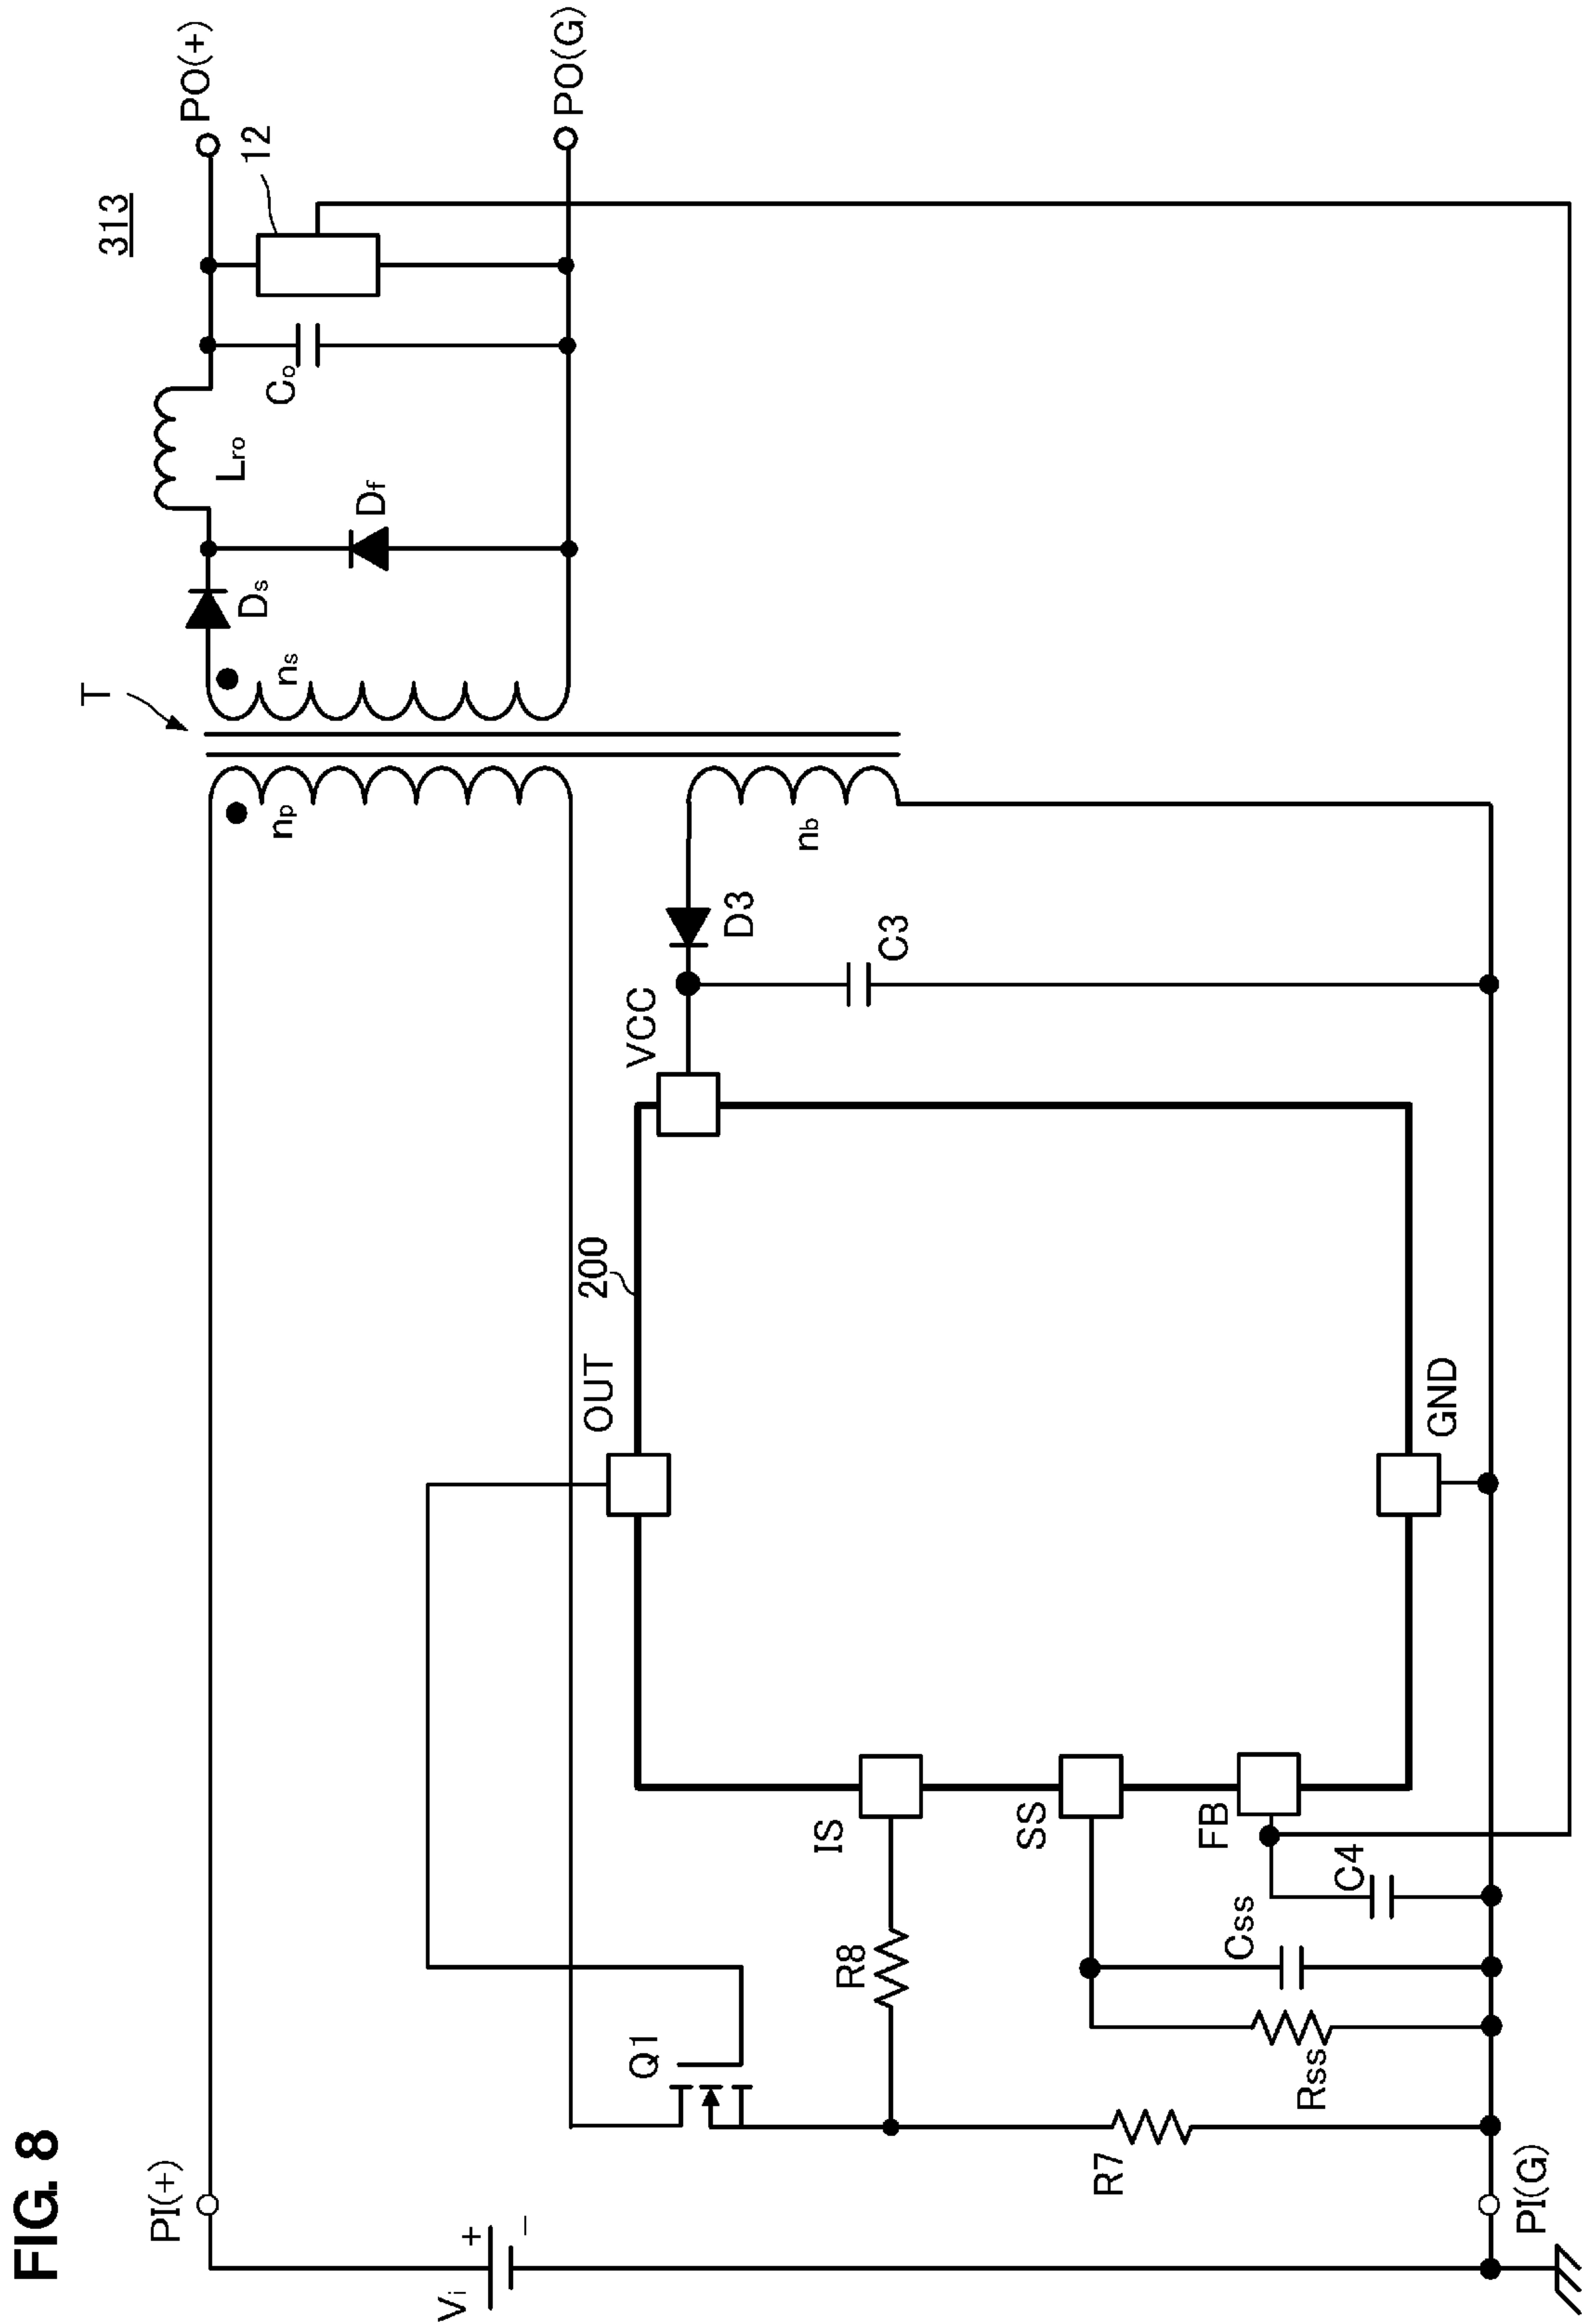 FIG. 8
313
T
PI(+)
PO(+)
Vi
+
−
np
ns
Ds
Df
Lro
Co
12
PO(G)
nb
Q1
OUT
200
VCC
D3
C3
IS
R8
SS
FB
GND
R7
Rss
Css
C4
PI(G)